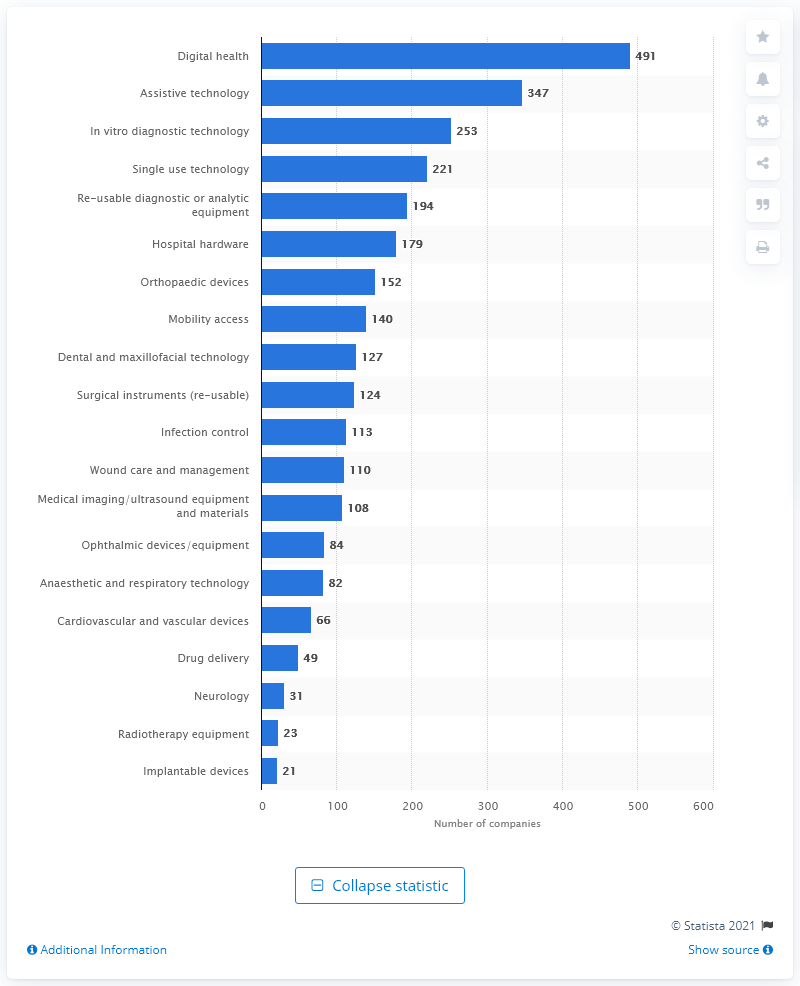 Digital health 491
Assistive technology 347
In vitro diagnostic technology 253
Single use technology 221
Re-usable diagnostic or analytic
equipment 194
Hospital hardware 179
Orthopaedic devices 152
Mobility access 140
Dental and maxillofacial technology 127
Surgical instruments (re-usable) 124
Infection control 113
Wound care and management 110
Medical imaging/ultrasound equipment
and materials 108
Ophthalmic devices/equipment 84
Anaesthetic and respiratory technology 82
Cardiovascular and vascular devices 66
Drug delivery 49
Neurology 31
Radiotherapy equipment 23
Implantable devices 21
0 100 200 300 400 500 600
Number of companies
Collapse statistic
© Statista 2021
Additional Information
Show source